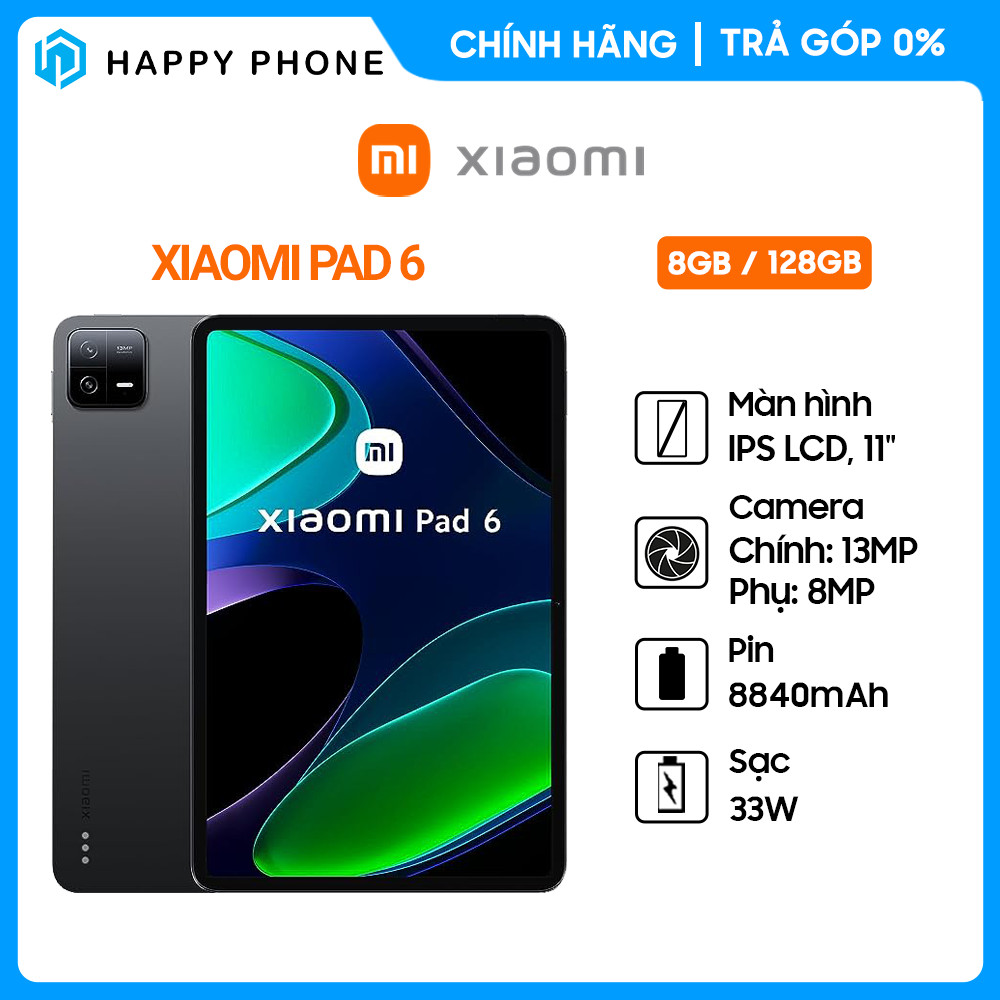 HAPPY PHONE
CHÍNH HÃNG | TRẢ GÓP 0%
mi xiaomi
XIAOMI PAD 6
8GB / 128GB
13MP
mi
xiaomi Pad 6
xiaomi
Màn hình
IPS LCD, 11"
Camera
Chính: 13MP
Phụ: 8MP
Pin
8840mAh
Sạc
33W